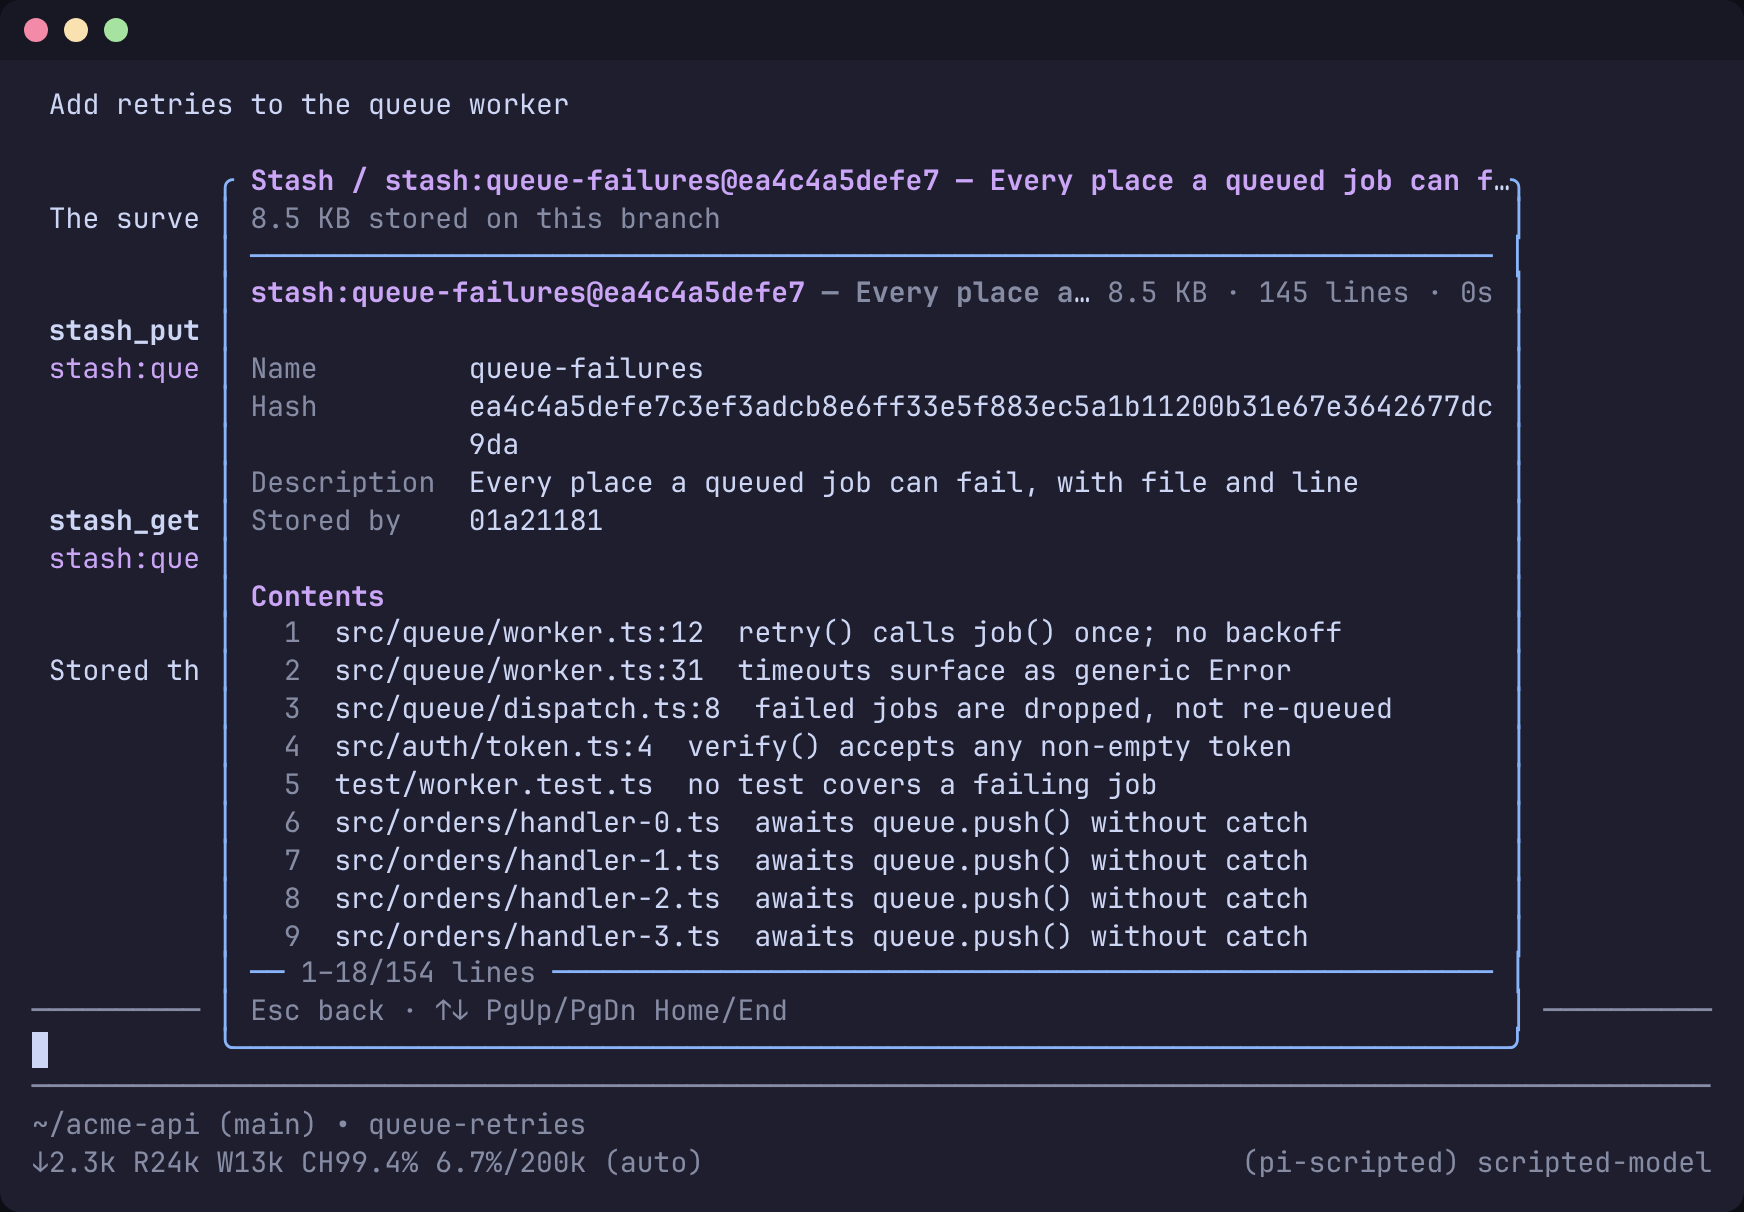 Add retries to the queue worker
Stash / stash:queue-failures@ea4c4a5defe7 — Every place a queued job can f…
The surve
8.5 KB stored on this branch
stash:queue-failures@ea4c4a5defe7 — Every place a… 8.5 KB · 145 lines · 0s
stash_put
stash:que
Name queue-failures
Hash ea4c4a5defe7c3ef3adcb8e6ff33e5f883ec5a1b11200b31e67e3642677dc
9da
Description Every place a queued job can fail, with file and line
stash_get
Stored by 01a21181
stash:que
Contents
1 src/queue/worker.ts:12 retry() calls job() once; no backoff
Stored th
2 src/queue/worker.ts:31 timeouts surface as generic Error
3 src/queue/dispatch.ts:8 failed jobs are dropped, not re-queued
4 src/auth/token.ts:4 verify() accepts any non-empty token
5 test/worker.test.ts no test covers a failing job
6 src/orders/handler-0.ts awaits queue.push() without catch
7 src/orders/handler-1.ts awaits queue.push() without catch
8 src/orders/handler-2.ts awaits queue.push() without catch
9 src/orders/handler-3.ts awaits queue.push() without catch
1–18/154 lines
Esc back · ↑↓ PgUp/PgDn Home/End
~/acme-api (main) • queue-retries
↓2.3k R24k W13k CH99.4% 6.7%/200k (auto) (pi-scripted) scripted-model